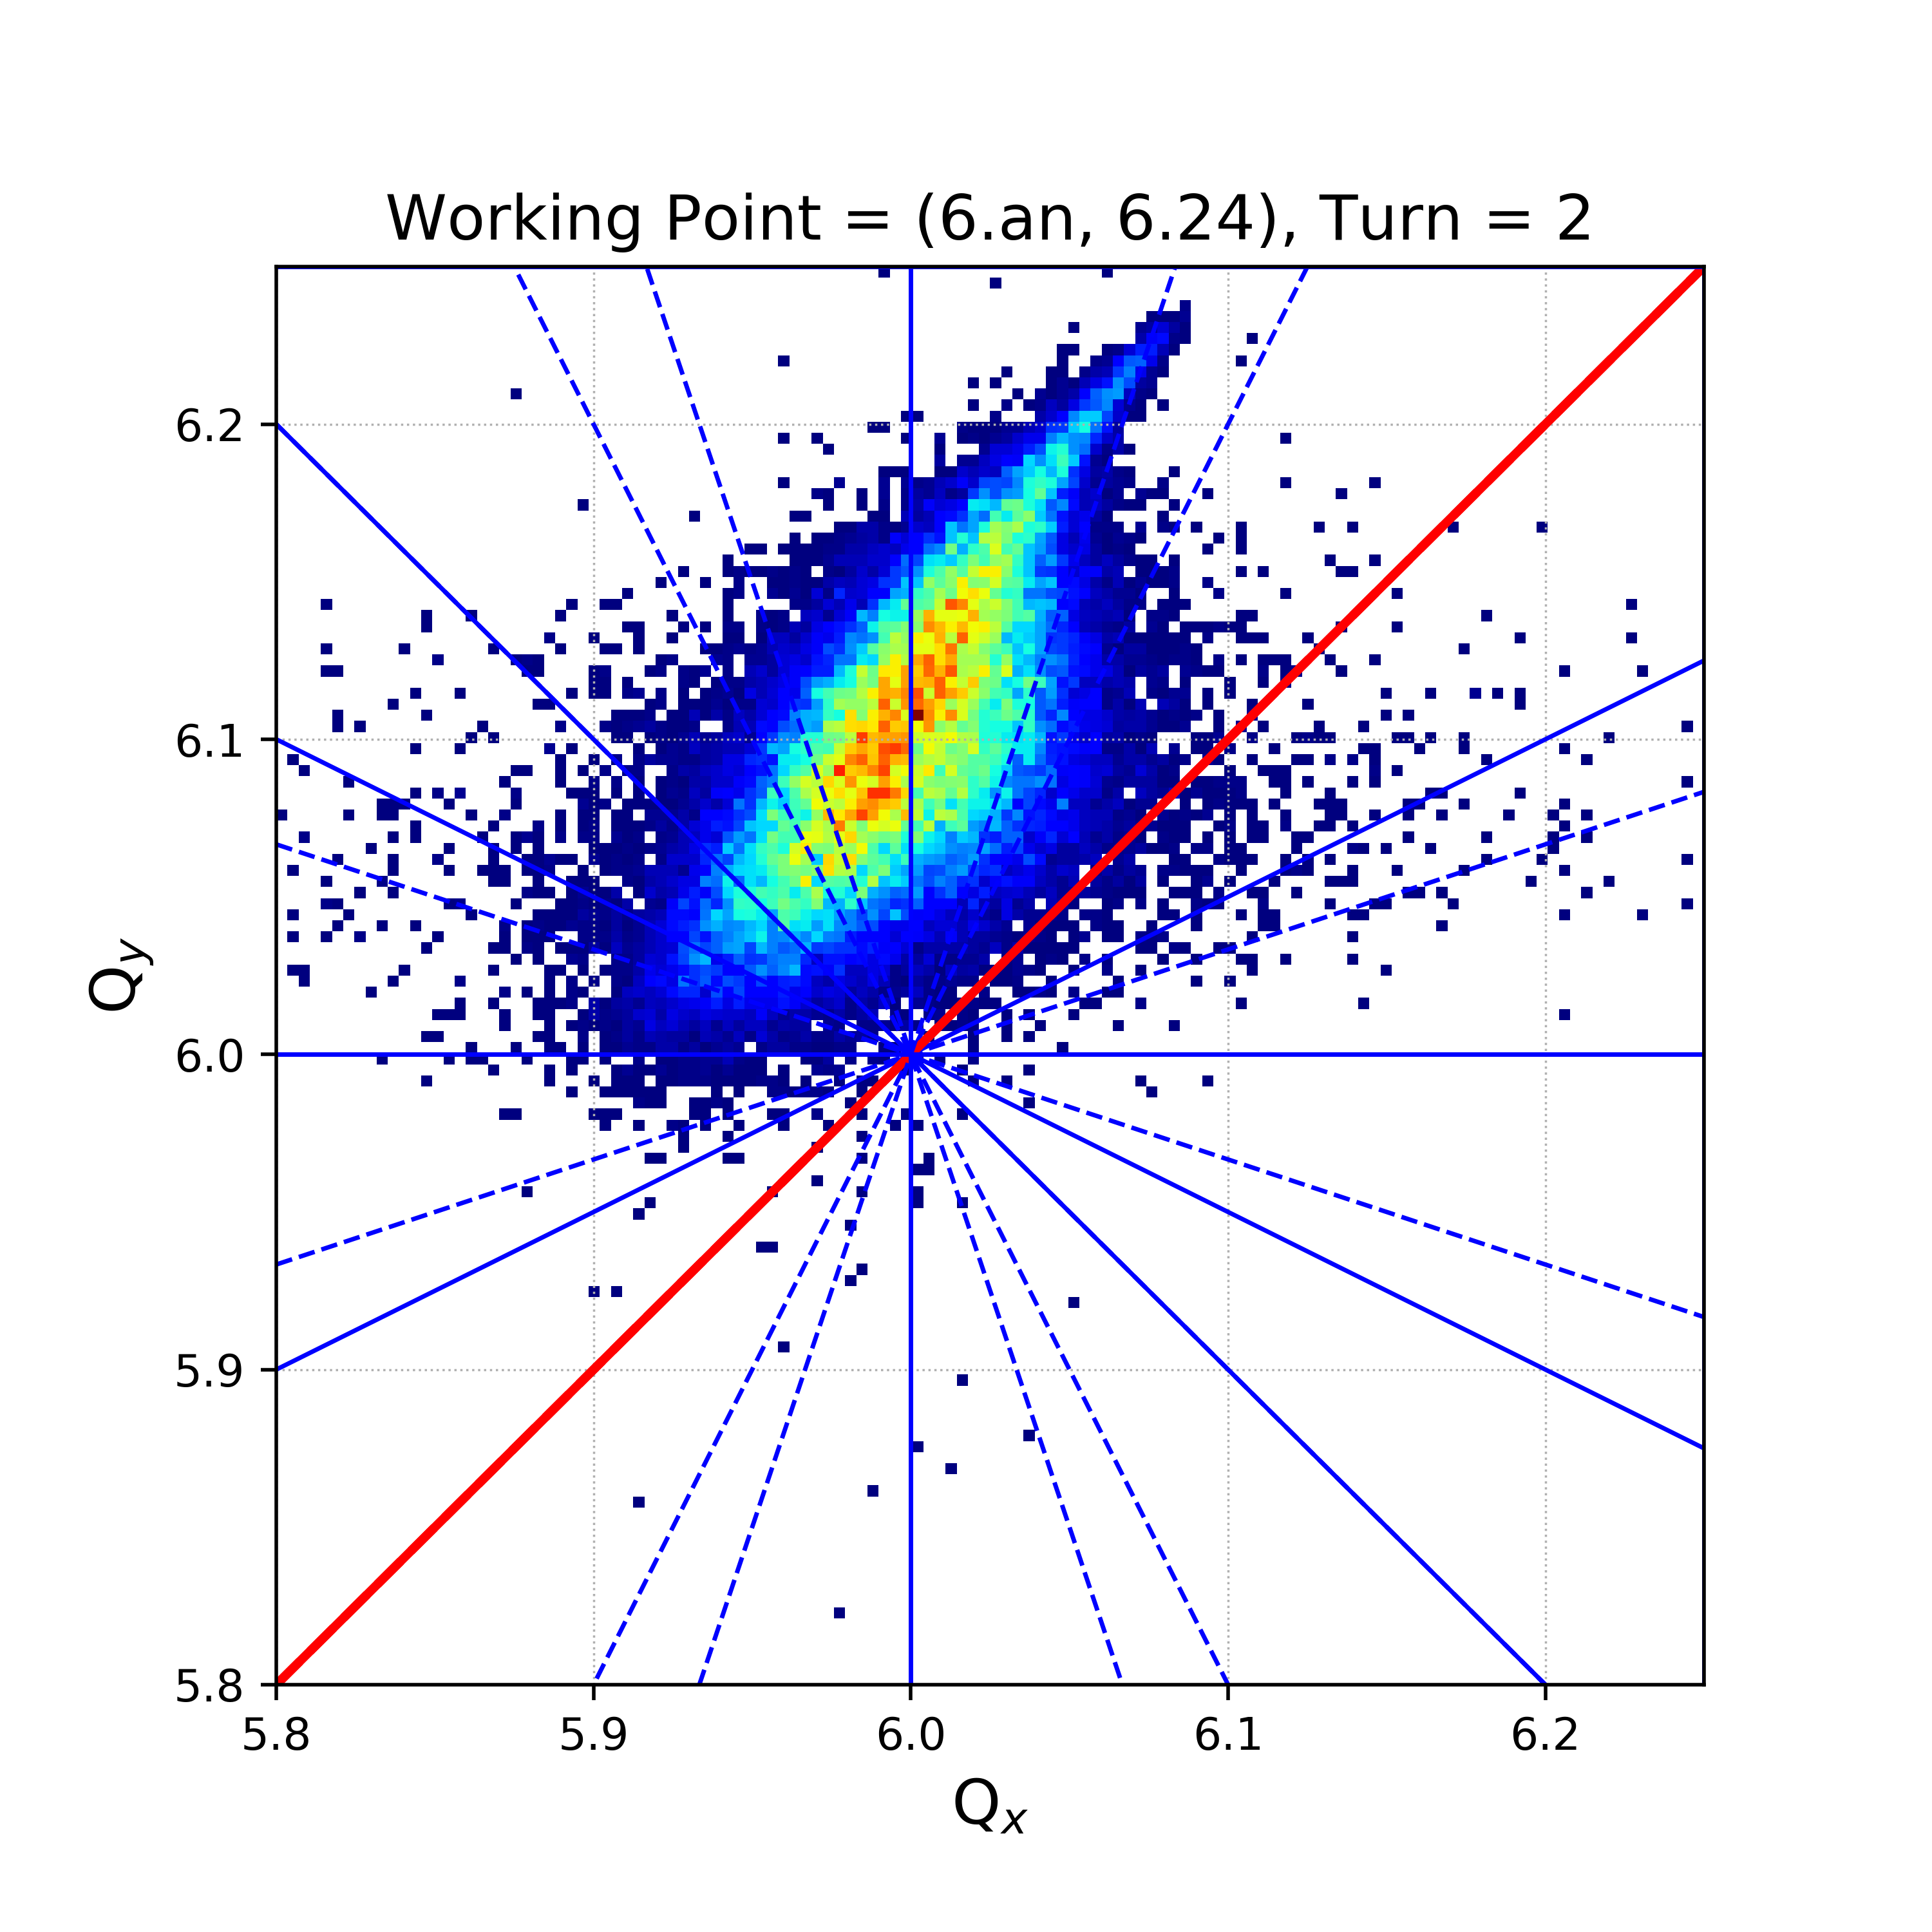 Working Point = (6.an, 6.24), Turn = 2
6.2
6.1
6.0
5.9
5.8
Qy
5.8 5.9 6.0 6.1 6.2
Qx